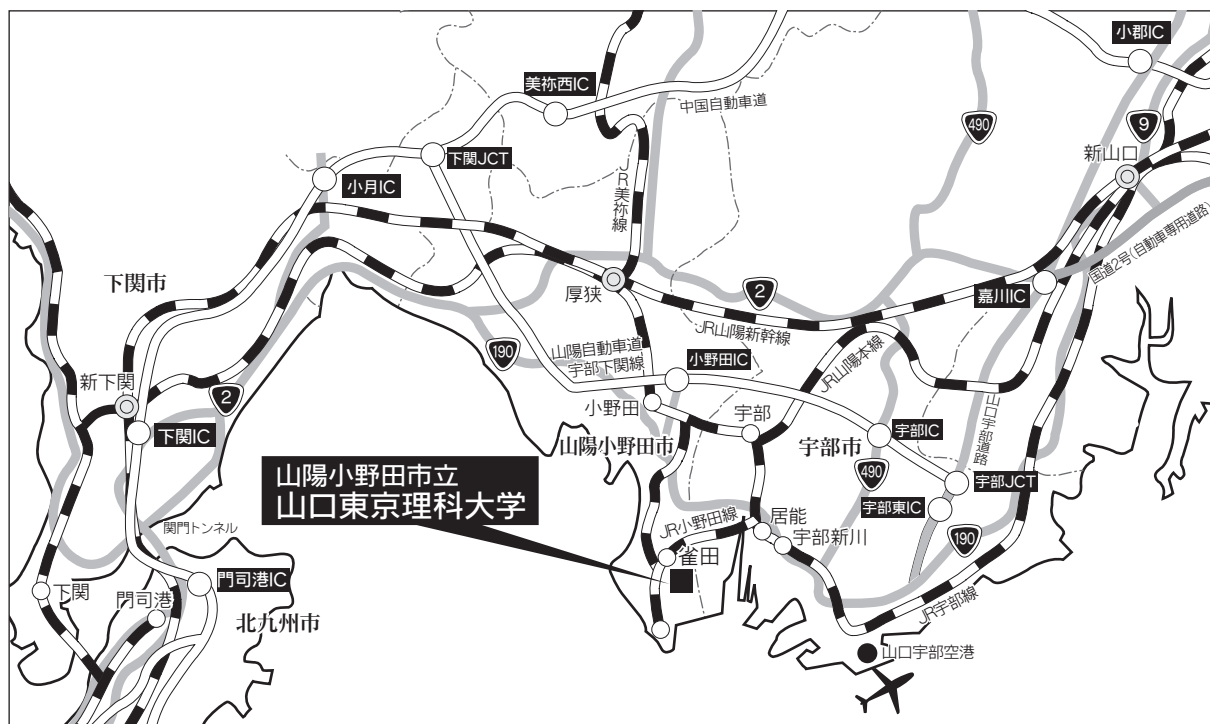 小郡IC
美祢西IC
中国自動車道
490
9
下関JCT
新山口
小月IC
JR美祢線
国道2号(自動車専用道路)
下関市
厚狭
2
嘉川IC
JR山陽新幹線
190
山陽自動車道
宇部下関線
小野田IC
JR山陽本線
新下関
2
小野田
宇部
山口宇部道路
下関IC
山陽小野田市
宇部市
宇部IC
山陽小野田市立
山口東京理科大学
490
宇部JCT
宇部東IC
関門トンネル
JR小野田線
居能
宇部新川
190
雀田
下関
門司港IC
門司港
JR宇部線
北九州市
山口宇部空港